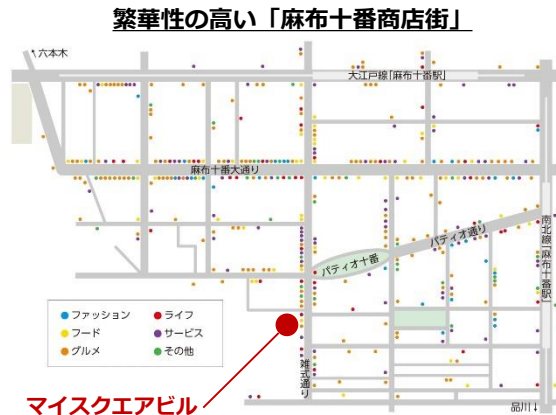 繁華性の高い「麻布十番商店街」
↖六本木
大江戸線「麻布十番駅」
麻布十番大通り
パティオ通り
パティオ十番
南北線「麻布十番駅」
ファッション
フード
グルメ
ライフ
サービス
その他
雑式通り
マイスクエアビル
品川↓